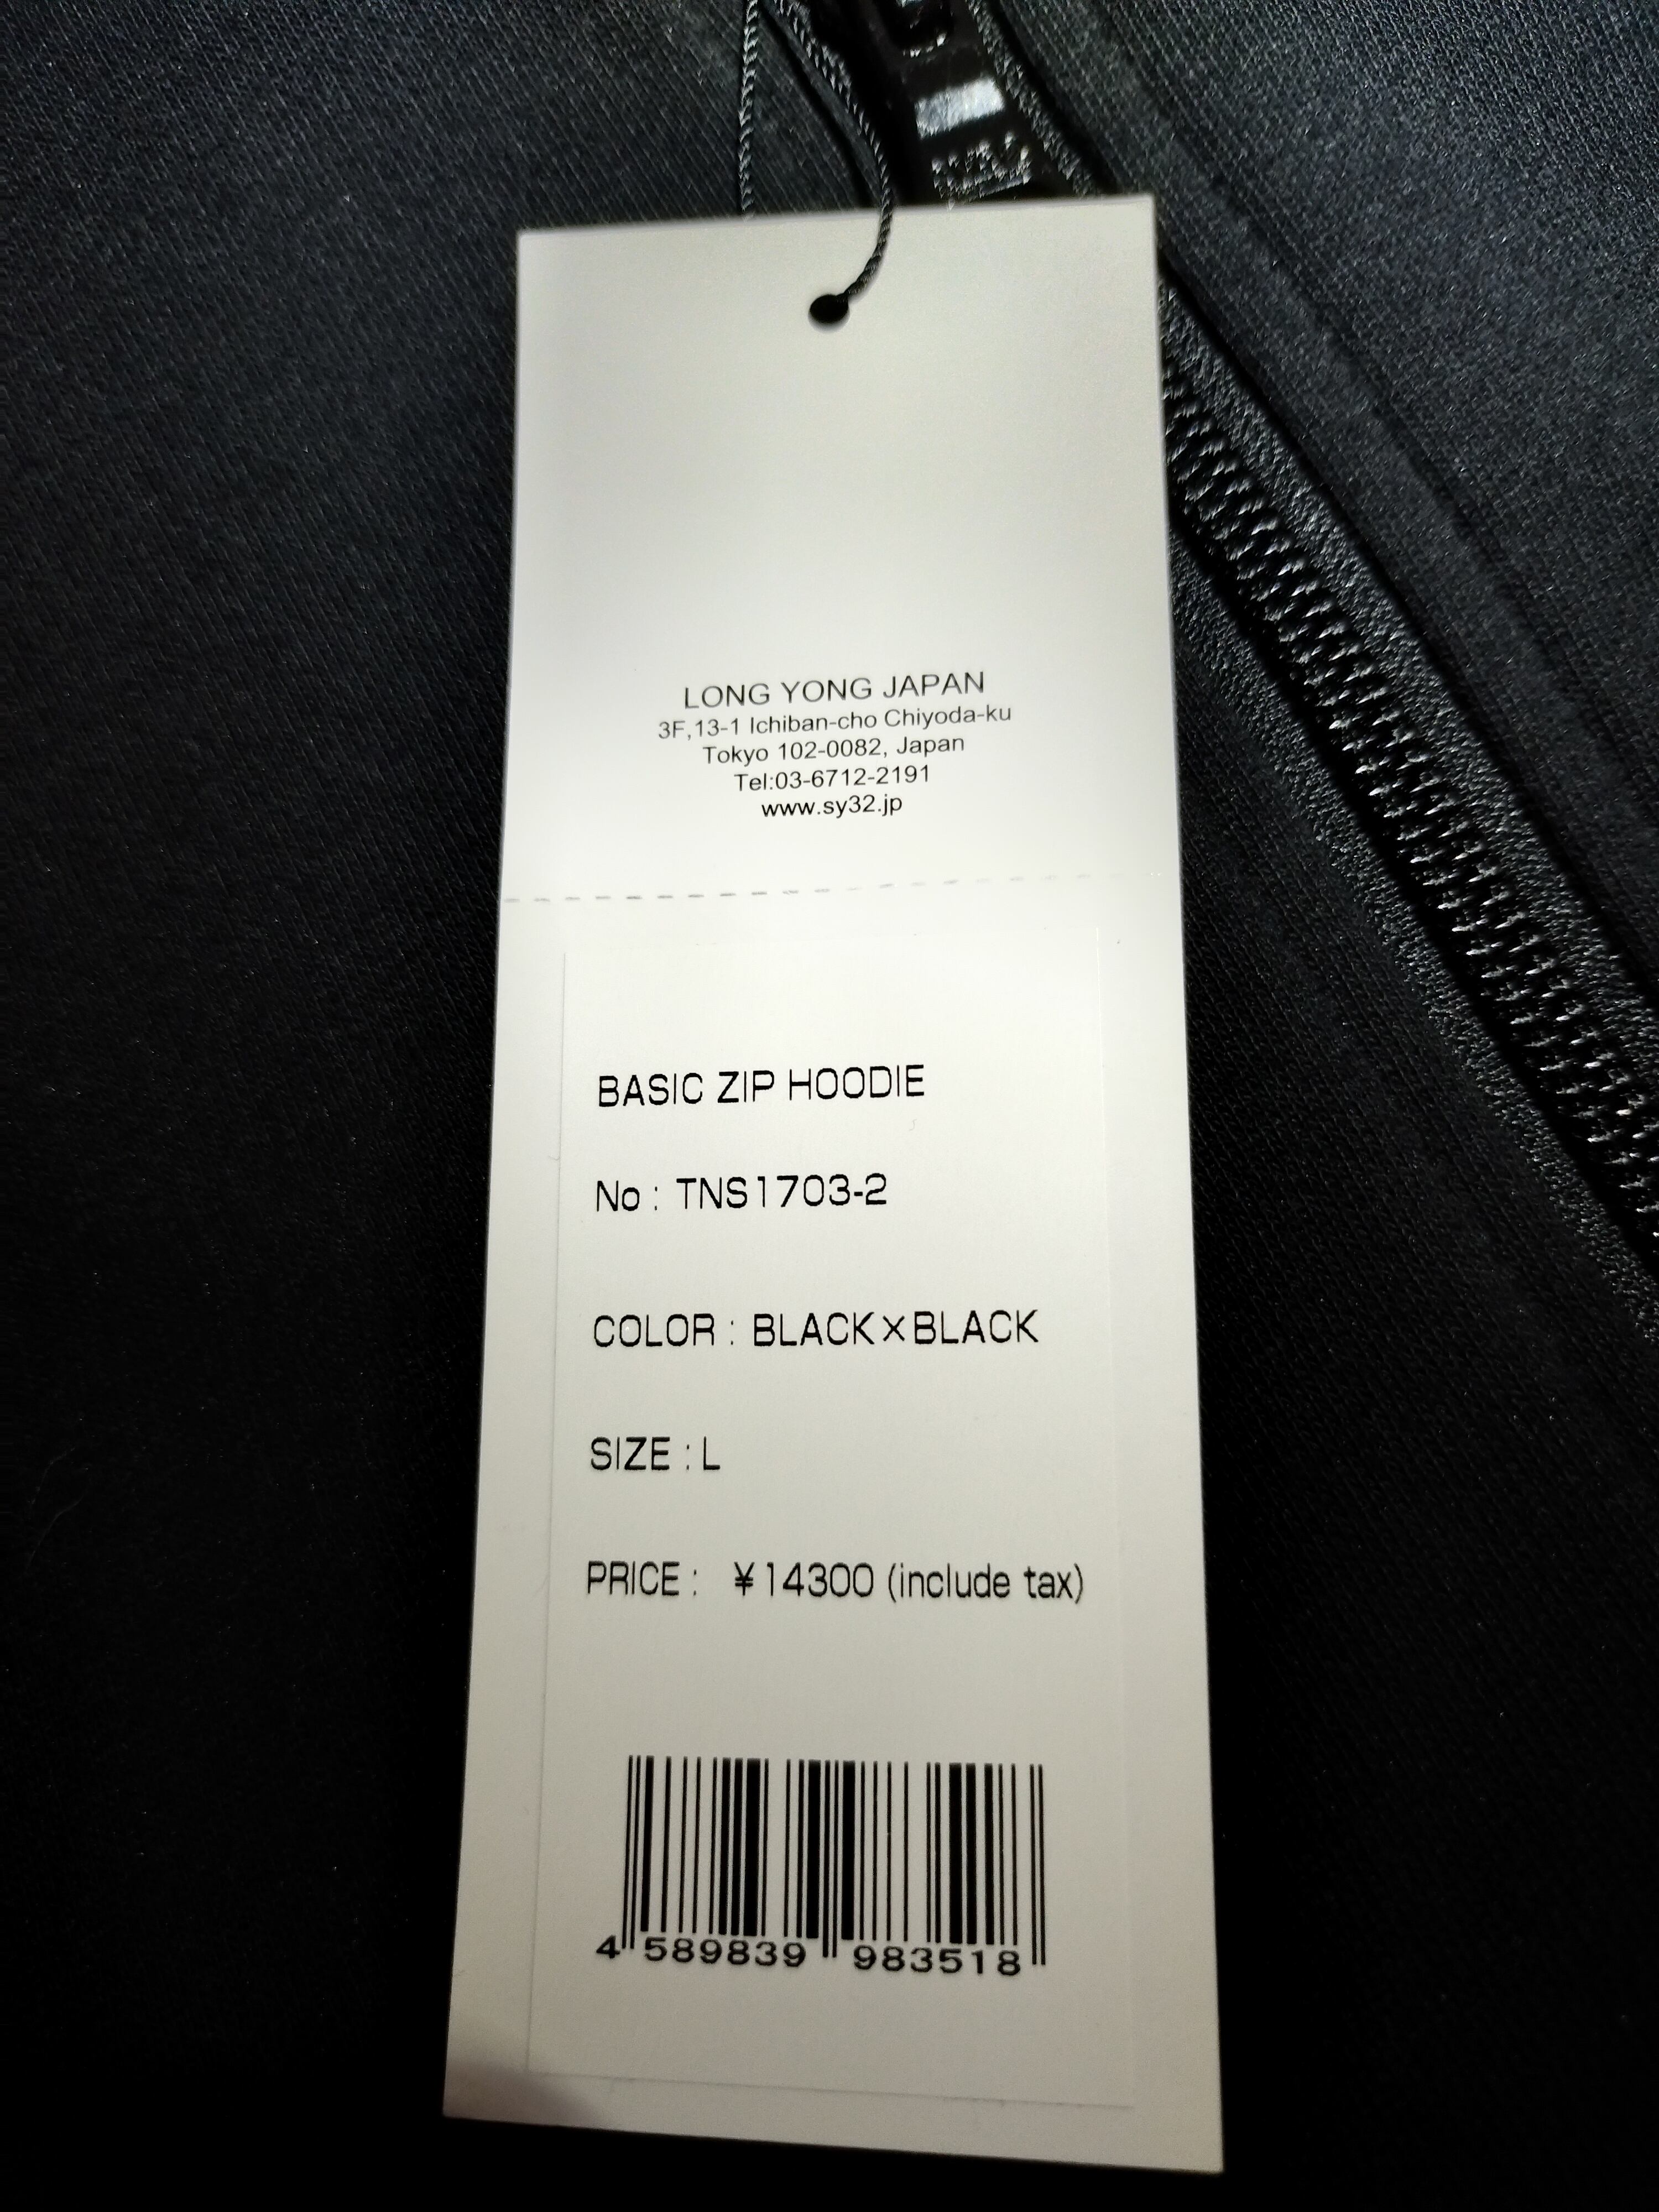 LONG YONG JAPAN
3F,13-1 Ichiban-cho Chiyoda-ku
Tokyo 102-0082, Japan
Tel:03-6712-2191
www.sy32.jp
BASIC ZIP HOODIE
No : TNS1703-2
COLOR : BLACK×BLACK
SIZE : L
PRICE : ¥14300 (include tax)
4 589839 983518